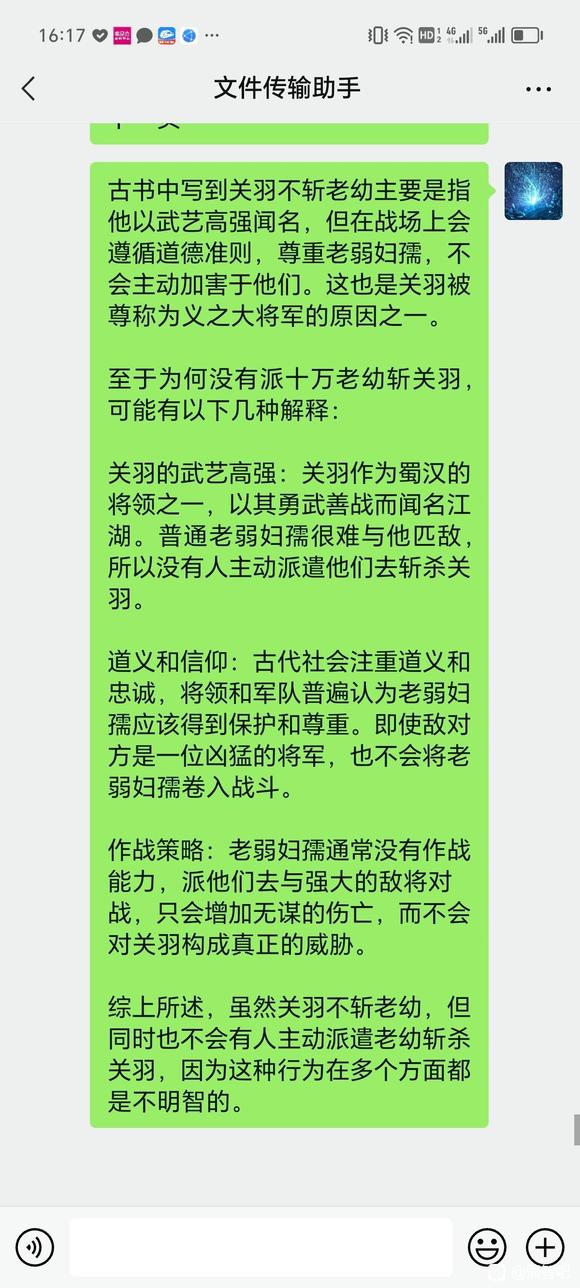 16:17
HD 1 2 4G 5G
文件传输助手
古书中写到关羽不斩老幼主要是指
他以武艺高强闻名，但在战场上会
遵循道德准则，尊重老弱妇孺，不
会主动加害于他们。这也是关羽被
尊称为义之大将军的原因之一。
至于为何没有派十万老幼斩关羽，
可能有以下几种解释：
关羽的武艺高强：关羽作为蜀汉的
将领之一，以其勇武善战而闻名江
湖。普通老弱妇孺很难与他匹敌，
所以没有人主动派遣他们去斩杀关
羽。
道义和信仰：古代社会注重道义和
忠诚，将领和军队普遍认为老弱妇
孺应该得到保护和尊重。即使敌对
方是一位凶猛的将军，也不会将老
弱妇孺卷入战斗。
作战策略：老弱妇孺通常没有作战
能力，派他们去与强大的敌将对
战，只会增加无谋的伤亡，而不会
对关羽构成真正的威胁。
综上所述，虽然关羽不斩老幼，但
同时也不会有人主动派遣老幼斩杀
关羽，因为这种行为在多个方面都
是不明智的。